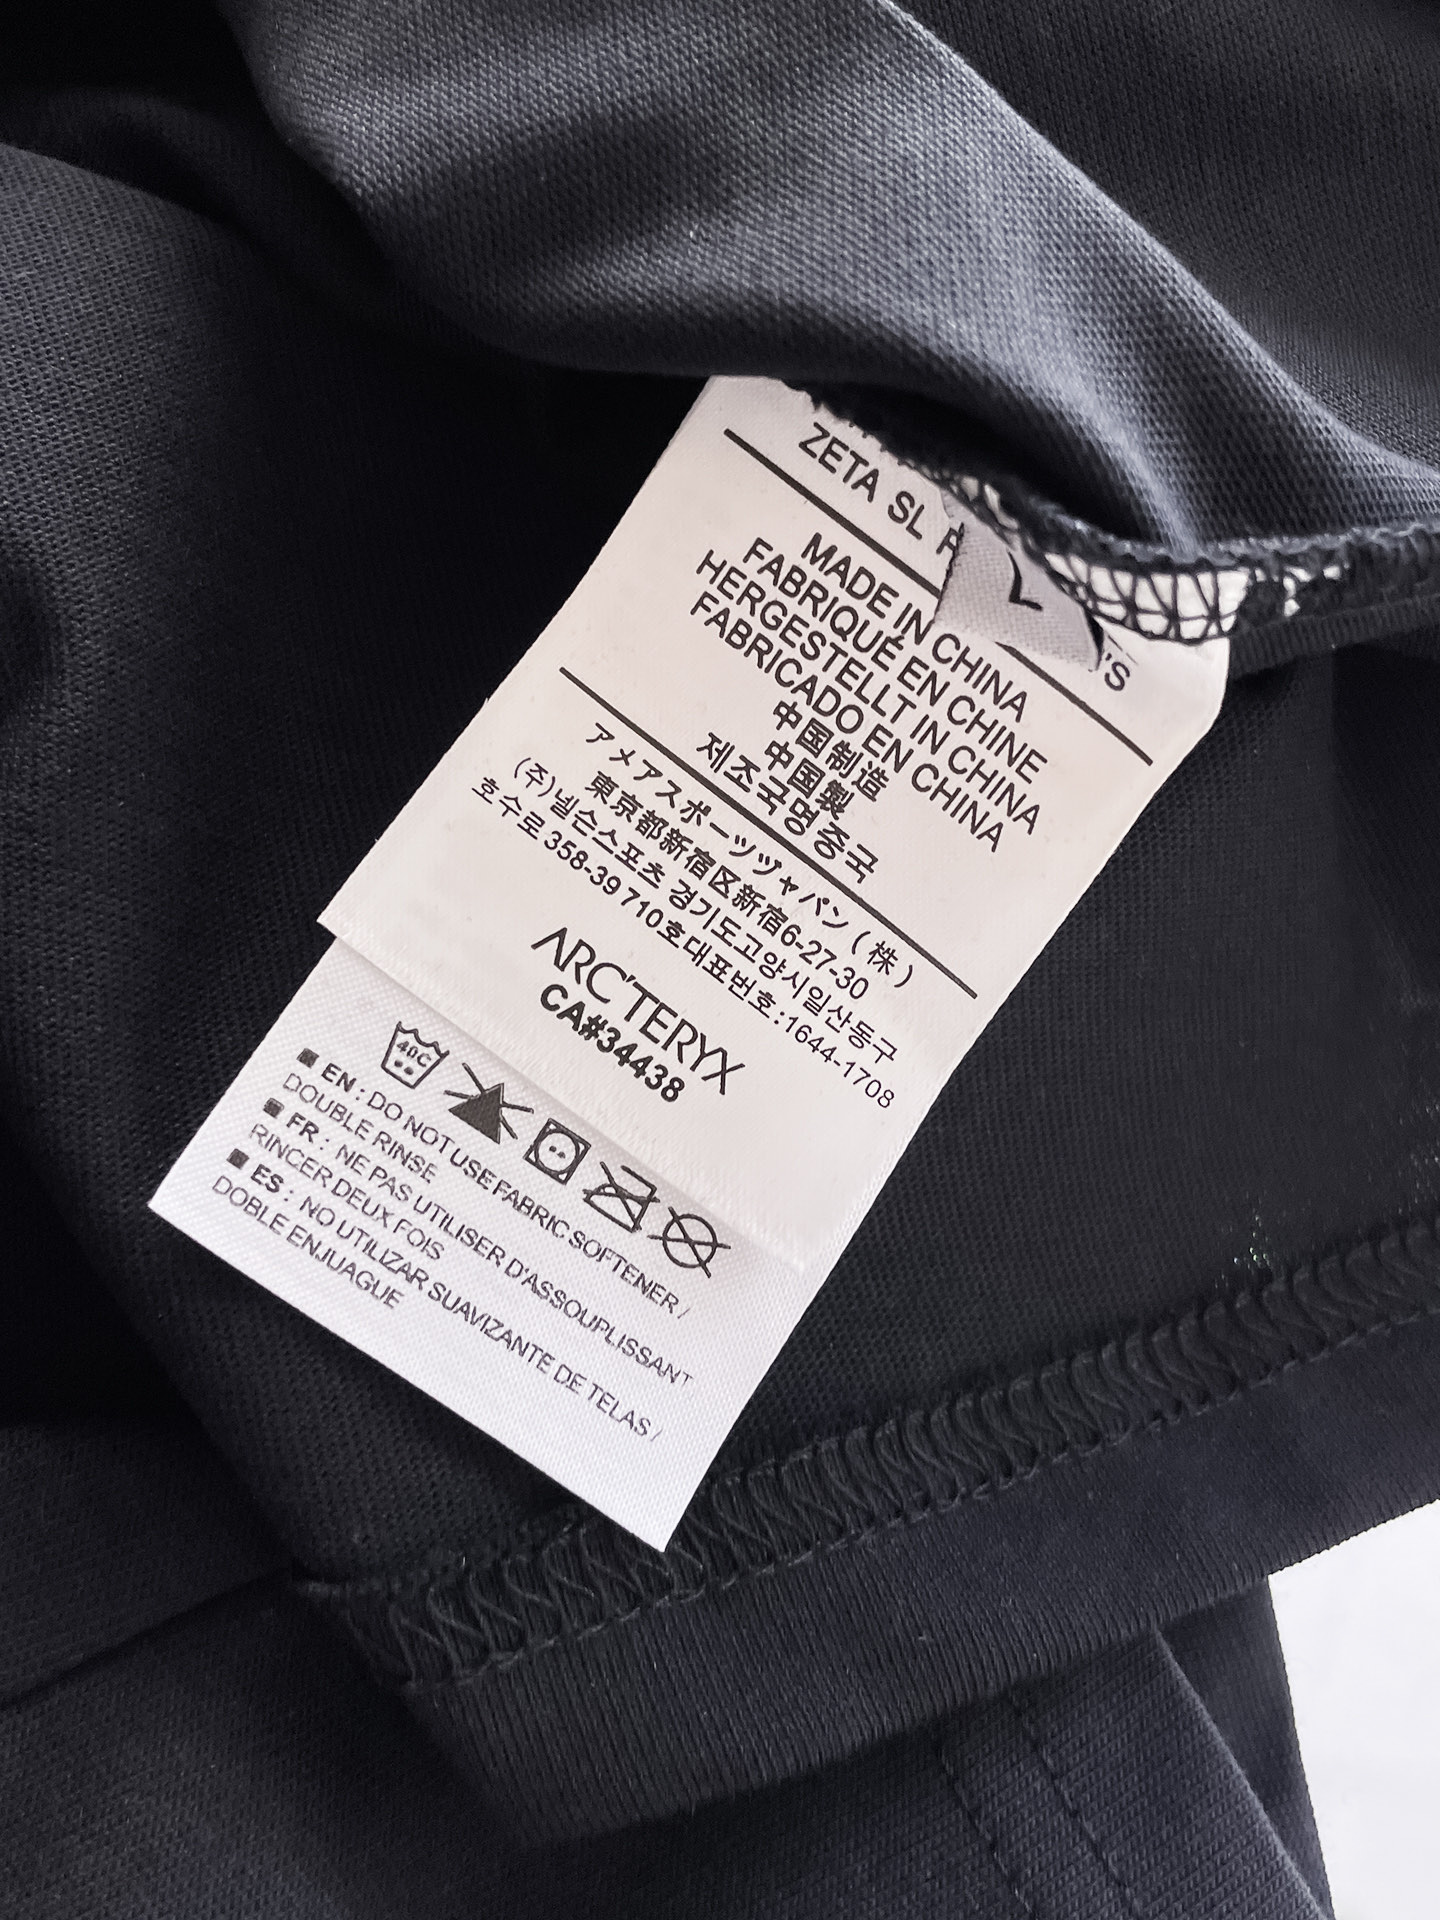 ZETA SL
'S
L
MADE IN CHINA
FABRIQUÉ EN CHINE
HERGESTELLT IN CHINA
FABRICADO EN CHINA
中国制造
中国製
제조국명중국
アメアスポーツヅャパン (株)
東京都新宿区新宿6-27-30
(주)넬슨스포츠 경기도고양시일산동구
호수로 358-39 710호대표번호:1644-1708
ARC'TERYX
CA#34438
40C
EN : DO NOT USE FABRIC SOFTENER /
DOUBLE RINSE
FR : NE PAS UTILISER D'ASSOUPLISSANT
RINCER DEUX FOIS
ES : NO UTILIZAR SUAVIZANTE DE TELAS /
DOBLE ENJUAGUE